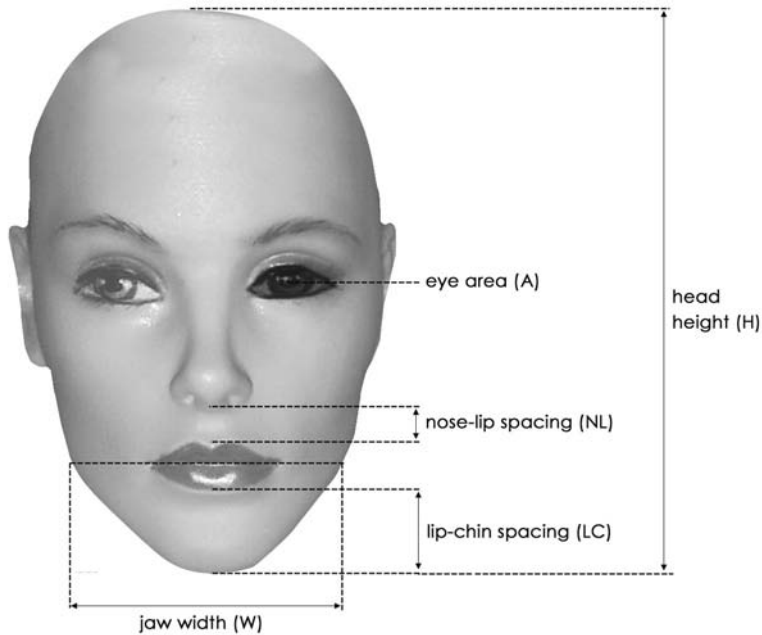 eye area (A)
head
height (H)
nose-lip spacing (NL)
lip-chin spacing (LC)
jaw width (W)